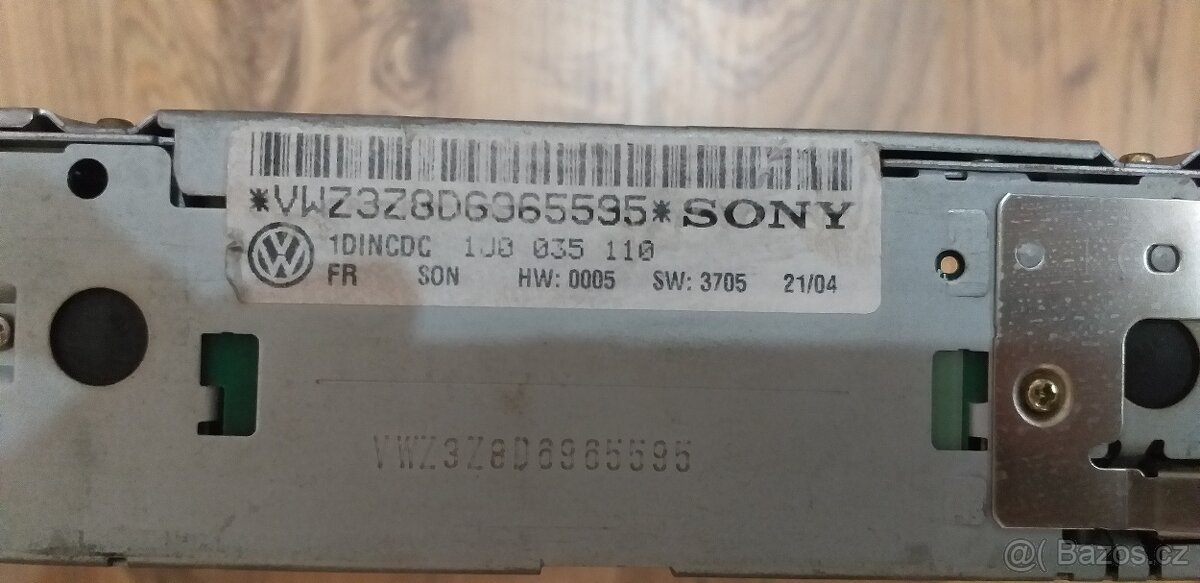 *VWZ3Z8D6965595* SONY
1DINCDC 1J0 035 110
FR SON HW: 0005 SW: 3705 21/04
VWZ3Z8D6965595
@( Bazos.cz